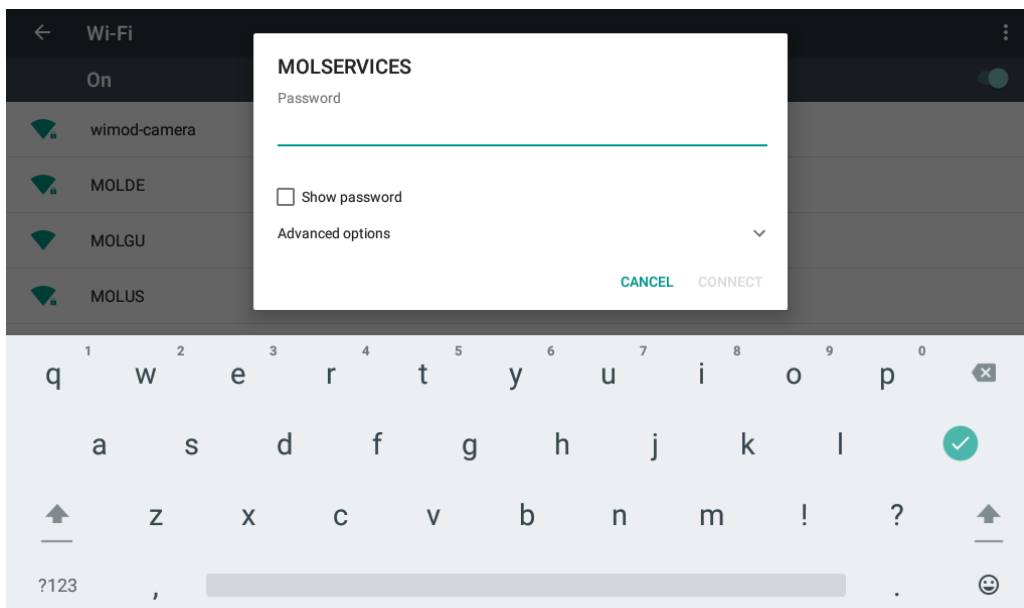 Wi-Fi
On
wimod-camera
MOLDE
MOLGU
MOLUS
MOLSERVICES
Password
Show password
Advanced options
CANCEL CONNECT
1 2 3 4 5 6 7 8 9 0
q w e r t y u i o p
a s d f g h j k l
z x c v b n m ! ?
?123 , .